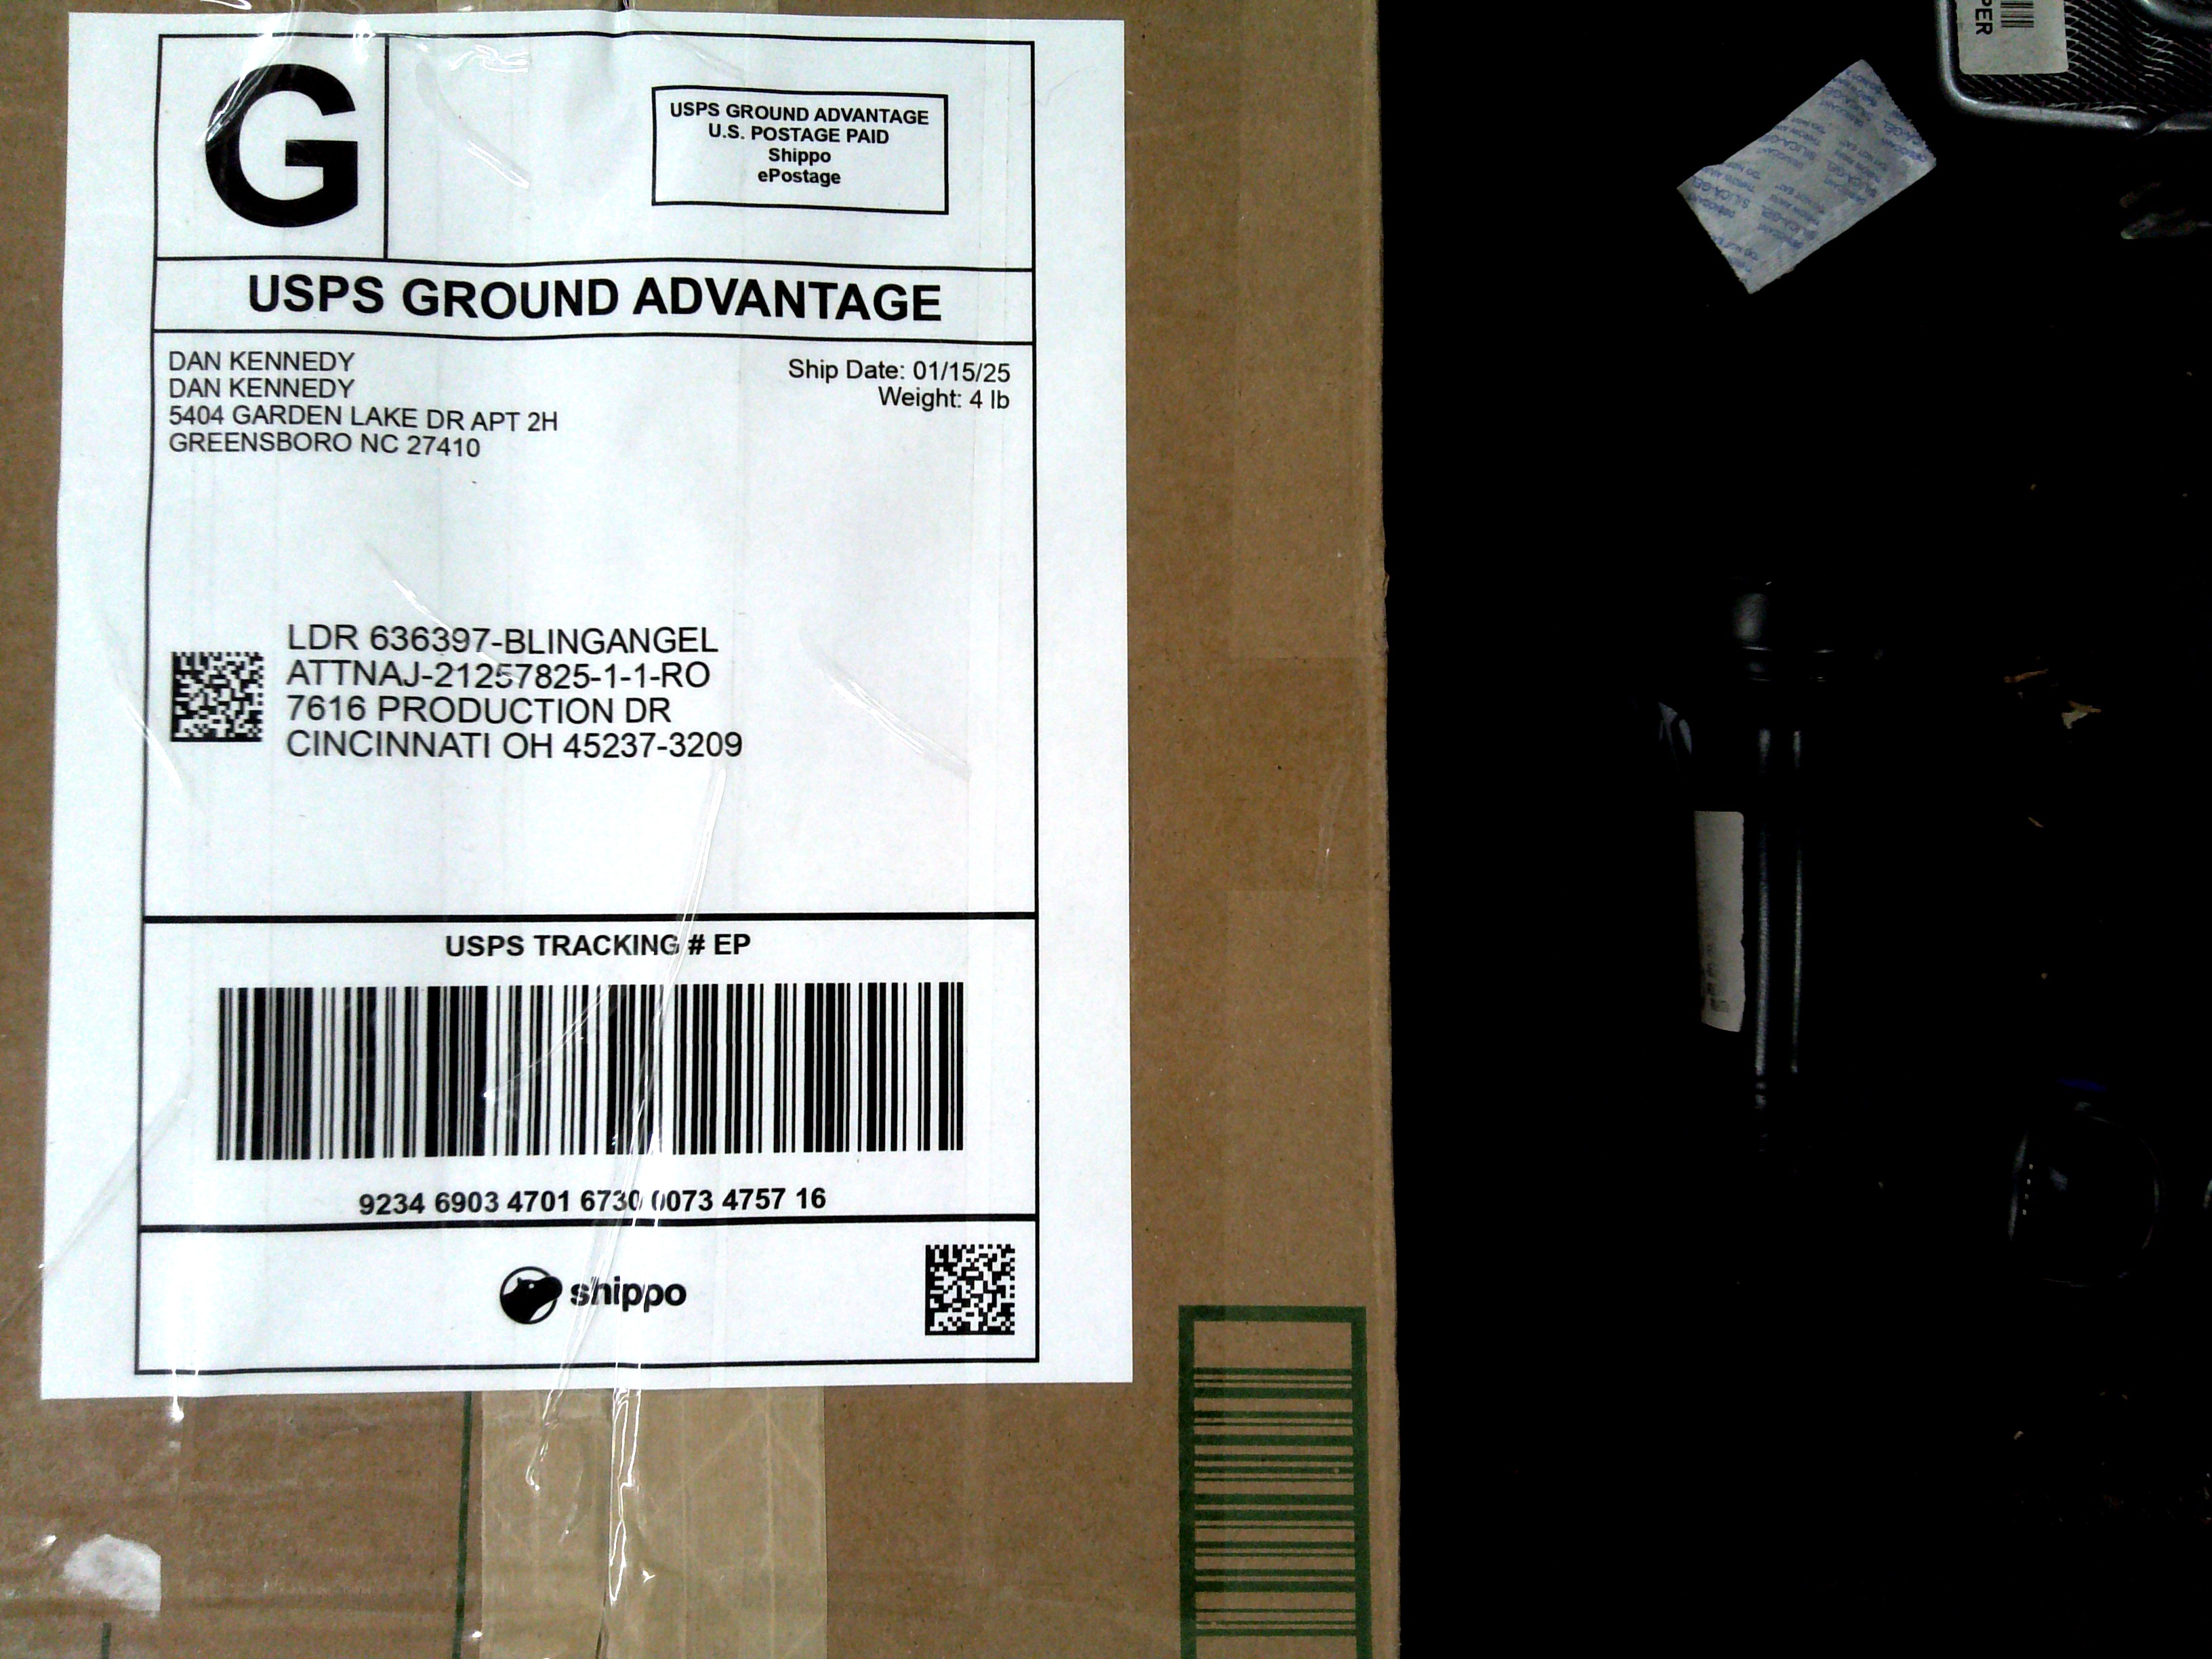 G
USPS GROUND ADVANTAGE
U.S. POSTAGE PAID
Shippo
ePostage
USPS GROUND ADVANTAGE
DAN KENNEDY
DAN KENNEDY
5404 GARDEN LAKE DR APT 2H
GREENSBORO NC 27410
Ship Date: 01/15/25
Weight: 4 lb
LDR 636397-BLINGANGEL
ATTNAJ-21257825-1-1-RO
7616 PRODUCTION DR
CINCINNATI OH 45237-3209
USPS TRACKING # EP
9234 6903 4701 6730 0073 4757 16
shippo
PER
SILICA GEL